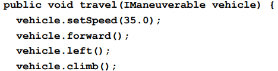 public void travel(IManeuverable vehicle) {
vehicle.setSpeed(35.0);
vehicle.forward();
vehicle.left();
vehicle.climb();